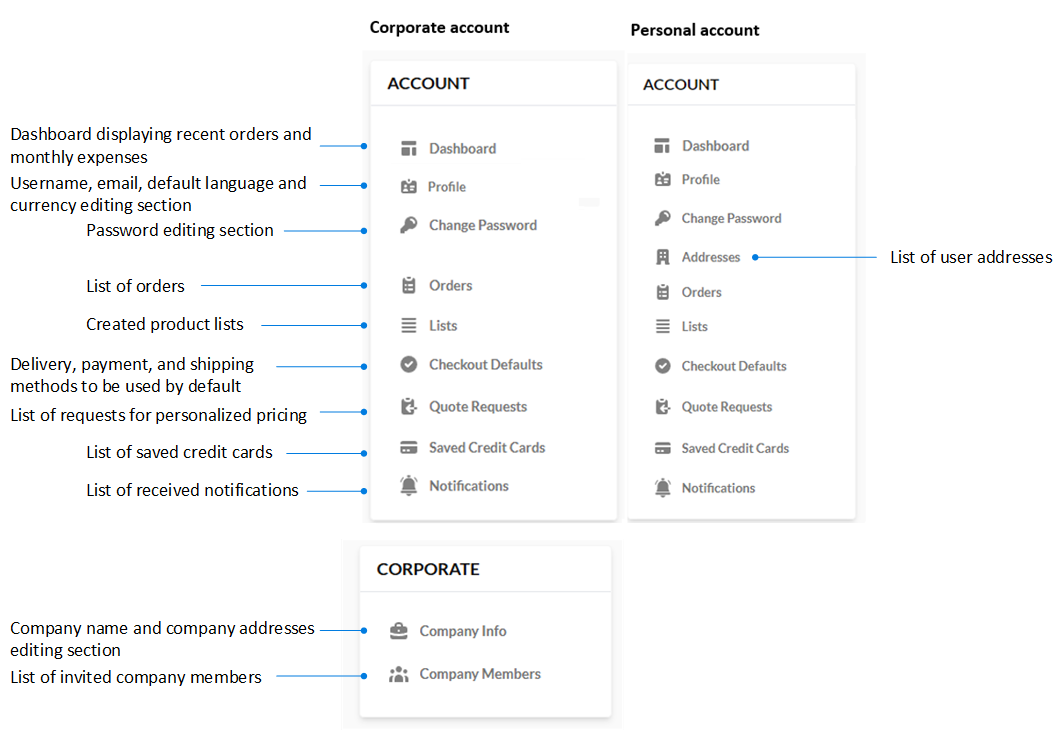 Corporate account
Personal account
ACCOUNT
Dashboard displaying recent orders and
monthly expenses
Username, email, default language and
currency editing section
Password editing section
List of orders
Created product lists
Delivery, payment, and shipping
methods to be used by default
List of requests for personalized pricing
List of saved credit cards
List of received notifications
Dashboard
Profile
Change Password
Orders
Lists
Checkout Defaults
Quote Requests
Saved Credit Cards
Notifications
ACCOUNT
Dashboard
Profile
Change Password
Addresses
Orders
Lists
Checkout Defaults
Quote Requests
Saved Credit Cards
Notifications
List of user addresses
CORPORATE
Company name and company addresses
editing section
List of invited company members
Company Info
Company Members